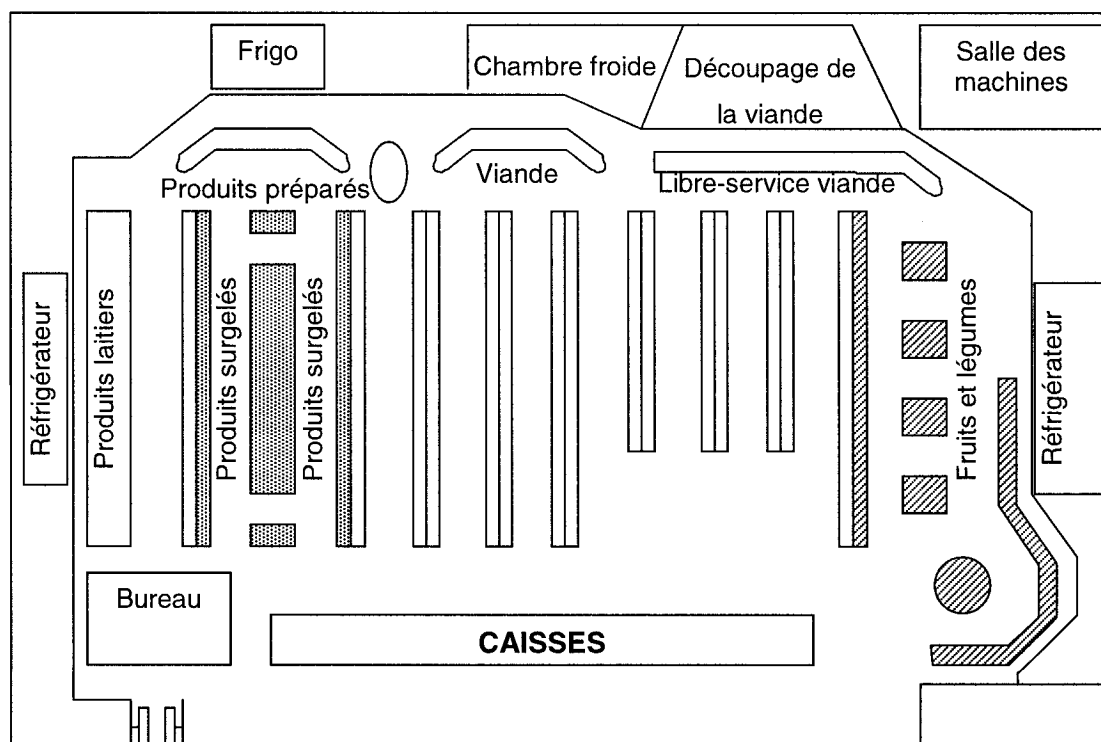 Frigo
Chambre froide
Découpage de
la viande
Salle des
machines
Produits préparés
Viande
Libre-service viande
Réfrigérateur
Produits laitiers
Produits surgelés
Produits surgelés
Fruits et légumes
Réfrigérateur
Bureau
CAISSES